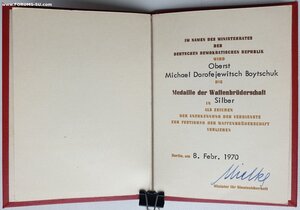 © www.FORUMS-su.com
IM NAMEN DES MINISTERRATES
DER
DEUTSCHEN DEMOKRATISCHEN REPUBLIK
WIRD
Oberst
Michael Dorofejewitsch Boytschuk
DIE
Medaille der Waffenbrüderschaft
IN
Silber
ALS ZEICHEN
DER ANERKENNUNG DER VERDIENSTE
ZUR FESTIGUNG DER WAFFENBRÜDERSCHAFT
VERLIEHEN
Berlin, am 8. Febr. 1970
Mielke
Minister für Staatssicherheit